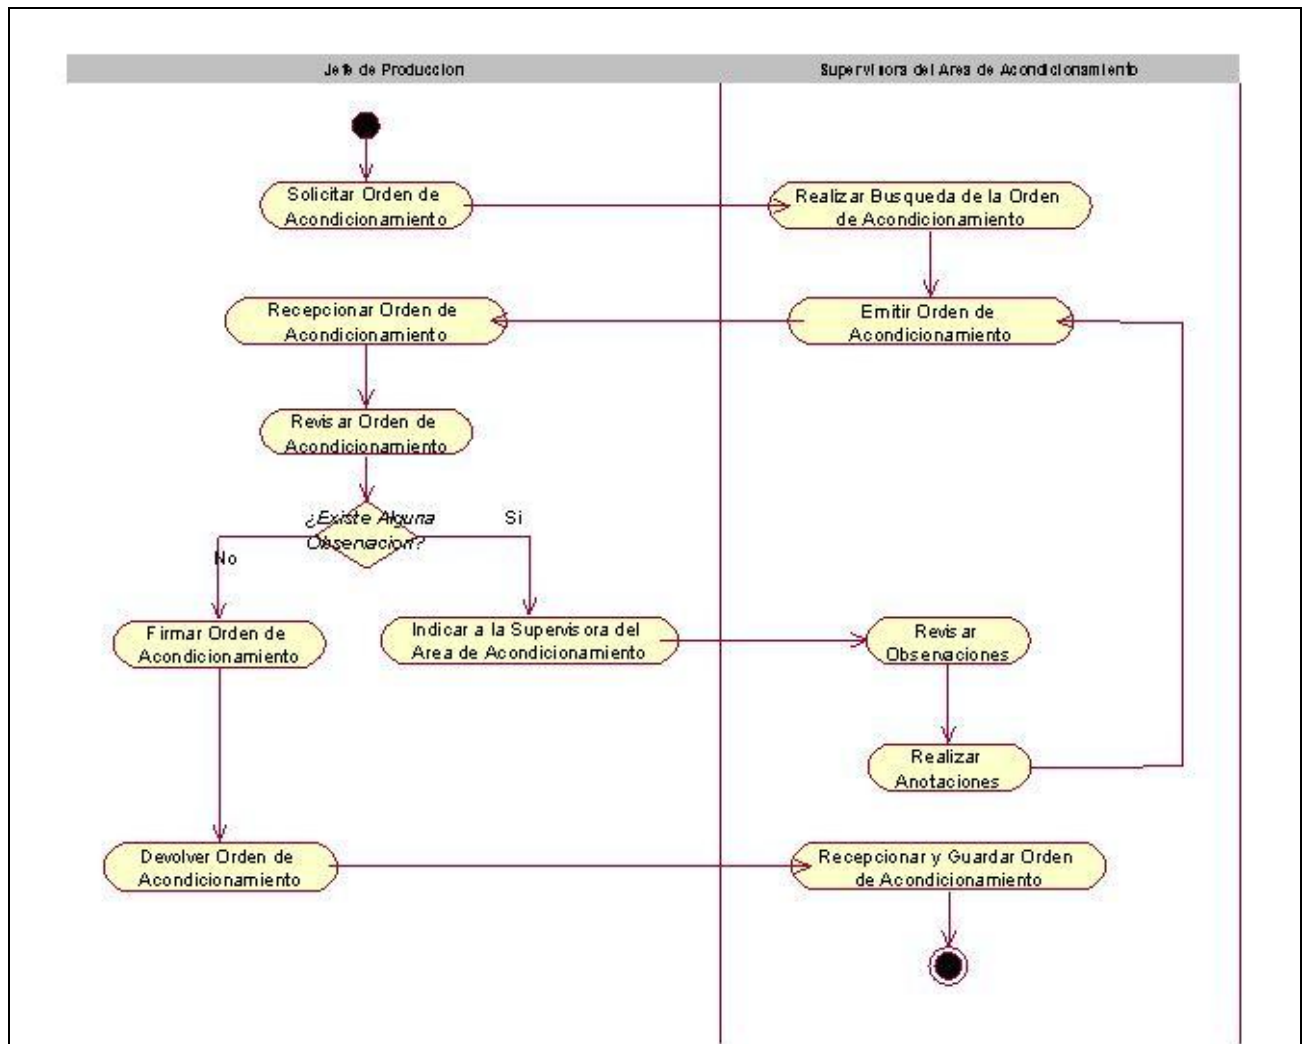 Jefe de Produccion
Supervisora del Area de Acondicionamiento
Solicitar Orden de
Acondicionamiento
Realizar Busqueda de la Orden
de Acondicionamiento
Recepcionar Orden de
Acondicionamiento
Emitir Orden de
Acondicionamiento
Revisar Orden de
Acondicionamiento
¿Existe Alguna
Observacion?
Si
No
Firmar Orden de
Acondicionamiento
Indicar a la Supervisora del
Area de Acondicionamiento
Revisar
Observaciones
Realizar
Anotaciones
Devolver Orden de
Acondicionamiento
Recepcionar y Guardar Orden
de Acondicionamiento